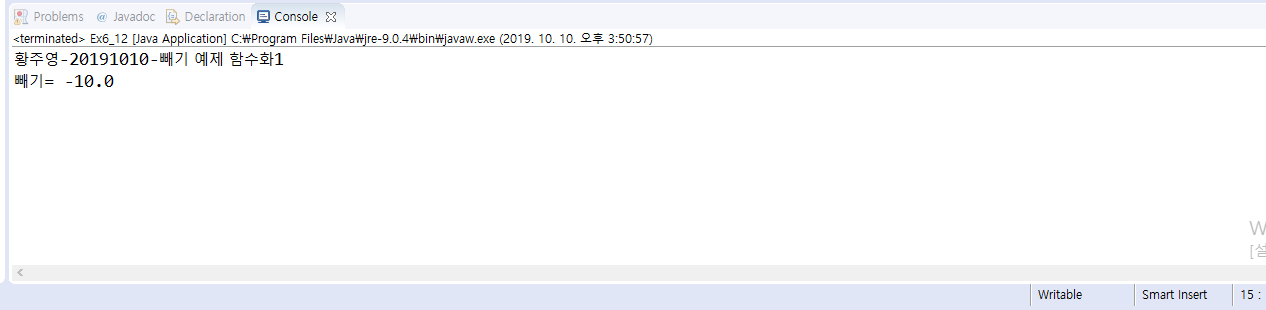 Problems @ Javadoc Declaration Console
<terminated> Ex6_12 [Java Application] C:₩Program Files₩Java₩jre-9.0.4₩bin₩javaw.exe (2019. 10. 10. 오후 3:50:57)
황주영-20191010-빼기 예제 함수화1
빼기= -10.0
W
[설
Writable Smart Insert 15 :